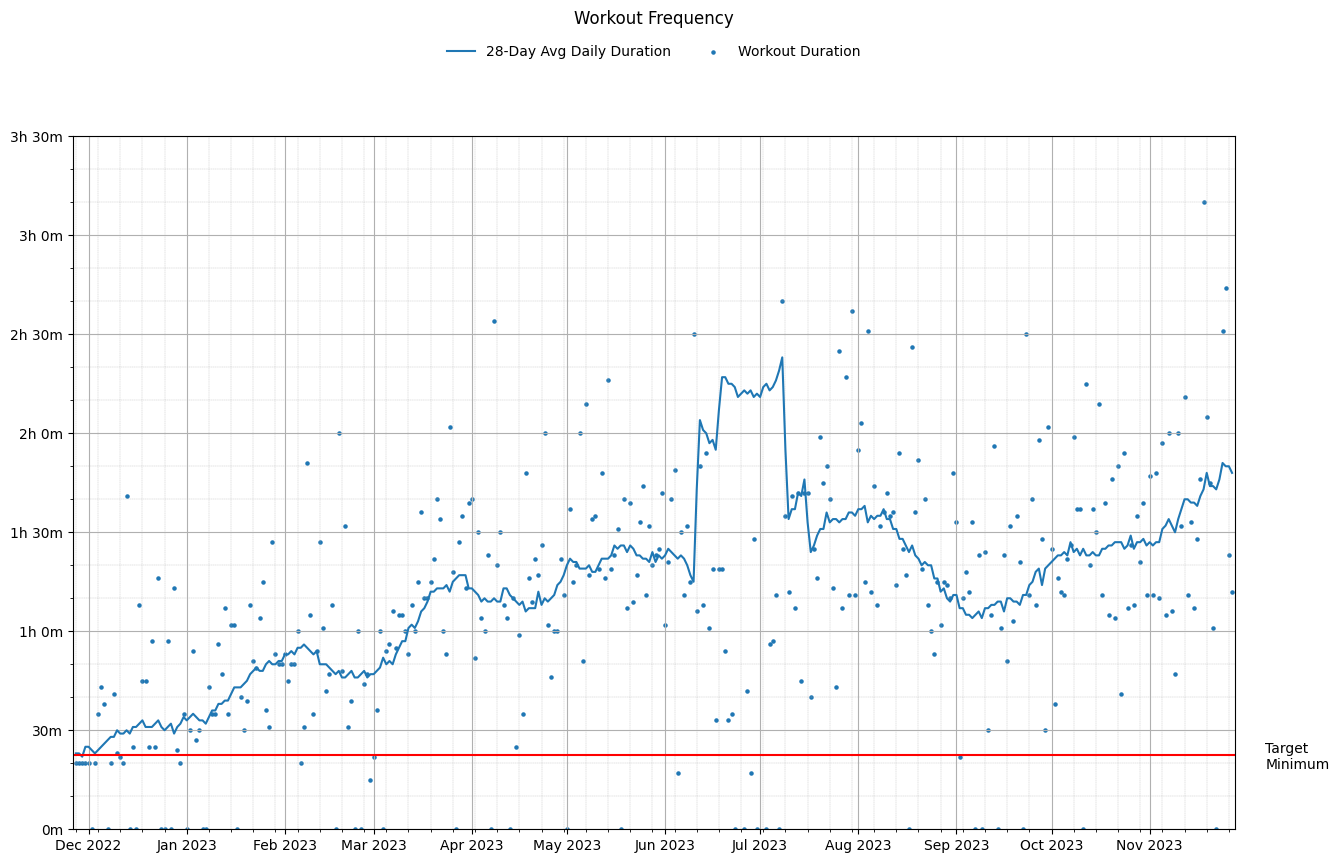 Workout Frequency
28-Day Avg Daily Duration
Workout Duration
3h 30m
3h 0m
2h 30m
2h 0m
1h 30m
1h 0m
30m
0m
Target
Minimum
Dec 2022
Jan 2023
Feb 2023
Mar 2023
Apr 2023
May 2023
Jun 2023
Jul 2023
Aug 2023
Sep 2023
Oct 2023
Nov 2023